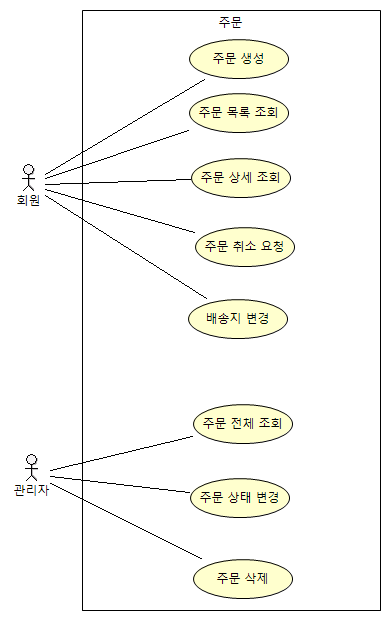 주문
주문 생성
주문 목록 조회
주문 상세 조회
회원
주문 취소 요청
배송지 변경
주문 전체 조회
관리자
주문 상태 변경
주문 삭제